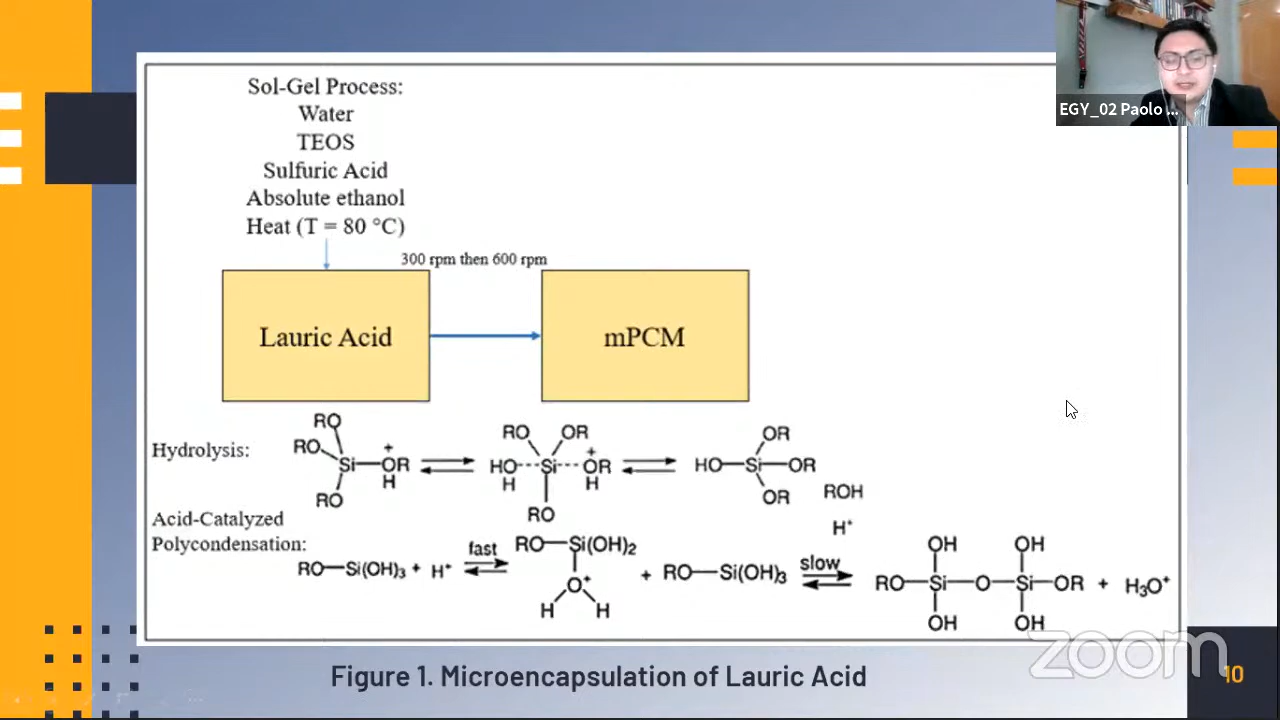 Sol-Gel Process:
Water
TEOS
Sulfuric Acid
Absolute ethanol
Heat (T = 80 °C)
300 rpm then 600 rpm
Lauric Acid
mPCM
Hydrolysis:
RO
RO
Si
+
OR
H
RO
RO
OR
HO
H
Si
+
OR
H
RO
OR
HO
Si
OR
OR
ROH
H⁺
Acid-Catalyzed
Polycondensation:
RO—Si(OH)₃ + H⁺
fast
RO—Si(OH)₂
O⁺
H
H
+ RO—Si(OH)₃
slow
OH
OH
RO—Si—O—Si—OR + H₃O⁺
OH
OH
Figure 1. Microencapsulation of Lauric Acid
EGY_02 Paolo ...
zoom
10